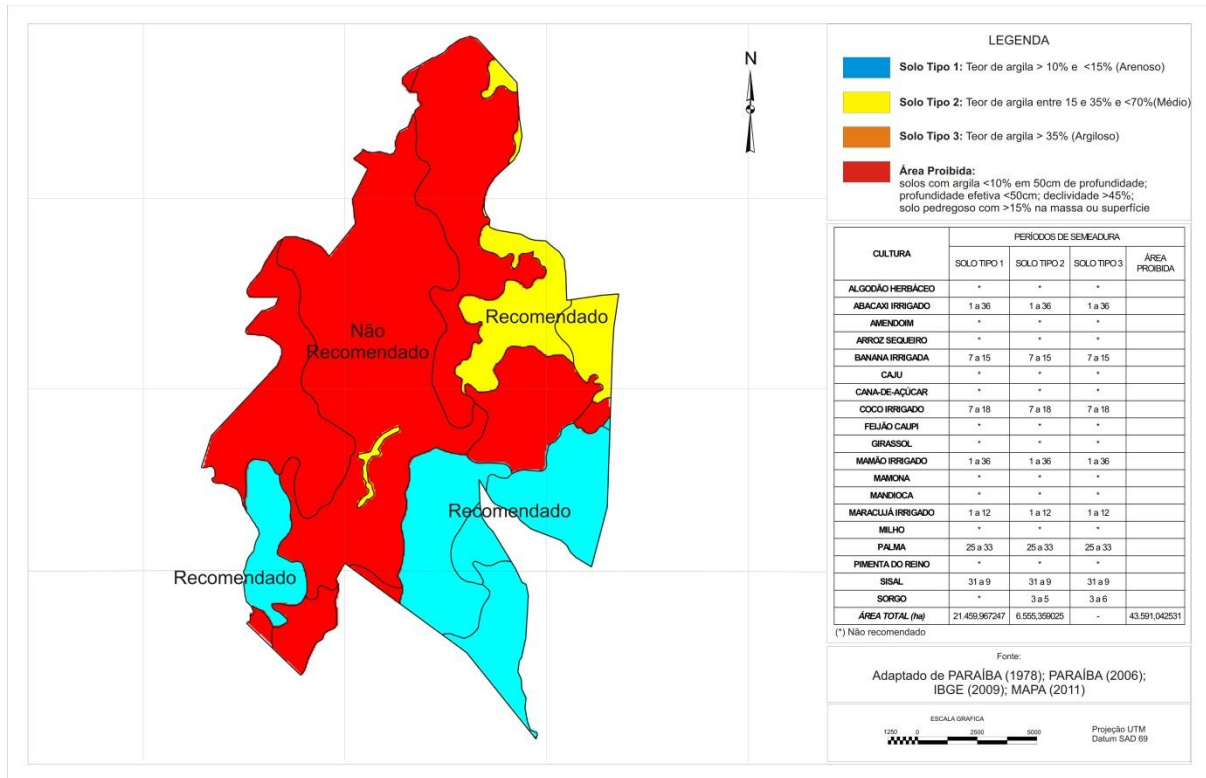 N
Não
Recomendado
Recomendado
Recomendado
Recomendado
LEGENDA
Solo Tipo 1: Teor de argila > 10% e <15% (Arenoso)
Solo Tipo 2: Teor de argila entre 15 e 35% e <70%(Médio)
Solo Tipo 3: Teor de argila > 35% (Argiloso)
Área Proibida:
solos com argila <10% em 50cm de profundidade;
profundidade efetiva <50cm; declividade >45%;
solo pedregoso com >15% na massa ou superfície
CULTURA PERÍODOS DE SEMEADURA
SOLO TIPO 1 SOLO TIPO 2 SOLO TIPO 3 ÁREA PROIBIDA
ALGODÃO HERBÁCEO * * *
ABACAXI IRRIGADO 1 a 36 1 a 36 1 a 36
AMENDOIM * * *
ARROZ SEQUEIRO * * *
BANANA IRRIGADA 7 a 15 7 a 15 7 a 15
CAJU * * *
CANA-DE-AÇÚCAR * * *
COCO IRRIGADO 7 a 18 7 a 18 7 a 18
FEIJÃO CAUPI * * *
GIRASSOL * * *
MAMÃO IRRIGADO 1 a 36 1 a 36 1 a 36
MAMONA * * *
MANDIOCA * * *
MARACUJÁ IRRIGADO 1 a 12 1 a 12 1 a 12
MILHO * * *
PALMA 25 a 33 25 a 33 25 a 33
PIMENTA DO REINO * * *
SISAL 31 a 9 31 a 9 31 a 9
SORGO * 3 a 5 3 a 6
ÁREA TOTAL (ha) 21.459,967247 6.555,359025 - 43.591,042531
(*) Não recomendado
Fonte:
Adaptado de PARAÍBA (1978); PARAÍBA (2006);
IBGE (2009); MAPA (2011)
ESCALA GRAFICA
1250 0 2500 5000
Projeção UTM
Datum SAD 69